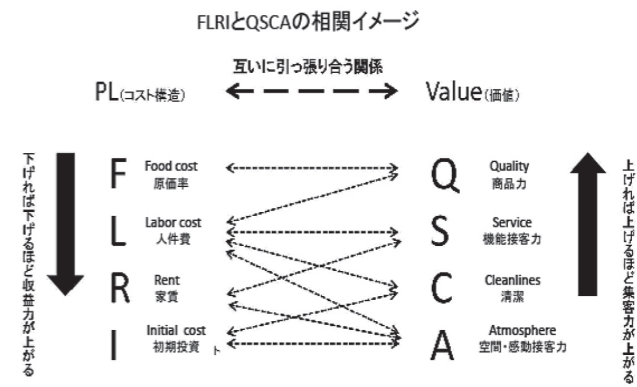 FLRIとQSCAの相関イメージ
互いに引っ張り合う関係
PL(コスト構造)
Value(価値)
下げれば下げるほど収益力が上がる
F
Food cost
原価率
Q
Quality
商品力
L
Labor cost
人件費
S
Service
機能接客力
R
Rent
家賃
C
Cleanlines
清潔
I
Initial cost
初期投資
ト
A
Atmosphere
空間・感動接客力
上げれば上げるほど集客力が上がる